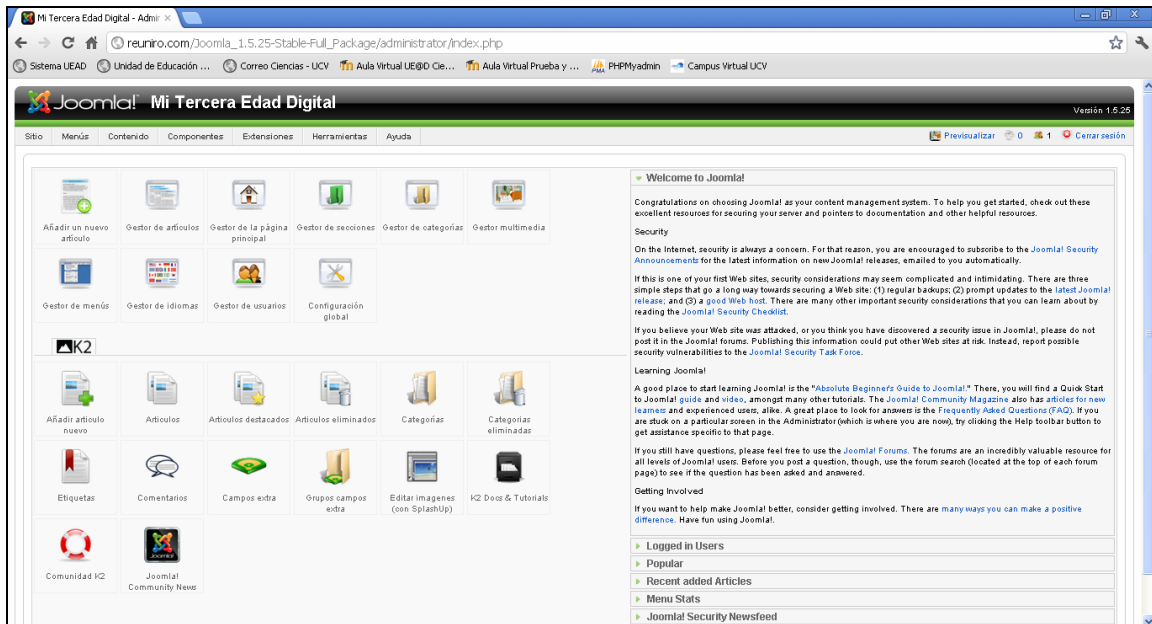 Mi Tercera Edad Digital - Admir
reuniro.com/Joomla_1.5.25-Stable-Full_Package/administrator/index.php
Sistema UEAD Unidad de Educación ... Correo Ciencias - UCV Aula Virtual UE@D Cie... Aula Virtual Prueba y ... PHPMyadmin Campus Virtual UCV
Joomla! Mi Tercera Edad Digital
Versión 1.5.25
Sitio Menús Contenido Componentes Extensiones Herramientas Ayuda Previsualizar 0 1 Cerrar sesión
Añadir un nuevo artículo
Gestor de artículos
Gestor de la página principal
Gestor de secciones
Gestor de categorías
Gestor multimedia
Gestor de menús
Gestor de idiomas
Gestor de usuarios
Configuración global
K2
Añadir articulo nuevo
Articulos
Articulos destacados
Articulos eliminados
Categorías
Categorias eliminadas
Etiquetas
Comentarios
Campos extra
Grupos campos extra
Editar imagenes (con SplashUp)
K2 Docs & Tutorials
Comunidad K2
Joomla! Community News
Welcome to Joomla!
Congratulations on choosing Joomla! as your content management system. To help you get started, check out these
excellent resources for securing your server and pointers to documentation and other helpful resources.
Security
On the Internet, security is always a concern. For that reason, you are encouraged to subscribe to the Joomla! Security
Announcements for the latest information on new Joomla! releases, emailed to you automatically.
If this is one of your first Web sites, security considerations may seem complicated and intimidating. There are three
simple steps that go a long way towards securing a Web site: (1) regular backups; (2) prompt updates to the latest Joomla!
release; and (3) a good Web host. There are many other important security considerations that you can learn about by
reading the Joomla! Security Checklist.
If you believe your Web site was attacked, or you think you have discovered a security issue in Joomla!, please do not
post it in the Joomla! forums. Publishing this information could put other Web sites at risk. Instead, report possible
security vulnerabilities to the Joomla! Security Task Force.
Learning Joomla!
A good place to start learning Joomla! is the "Absolute Beginner's Guide to Joomla!." There, you will find a Quick Start
to Joomla! guide and video, amongst many other tutorials. The Joomla! Community Magazine also has articles for new
learners and experienced users, alike. A great place to look for answers is the Frequently Asked Questions (FAQ). If you
are stuck on a particular screen in the Administrator (which is where you are now), try clicking the Help toolbar button to
get assistance specific to that page.
If you still have questions, please feel free to use the Joomla! Forums. The forums are an incredibly valuable resource for
all levels of Joomla! users. Before you post a question, though, use the forum search (located at the top of each forum
page) to see if the question has been asked and answered.
Getting Involved
If you want to help make Joomla! better, consider getting involved. There are many ways you can make a positive
difference. Have fun using Joomla!.
Logged in Users
Popular
Recent added Articles
Menu Stats
Joomla! Security Newsfeed